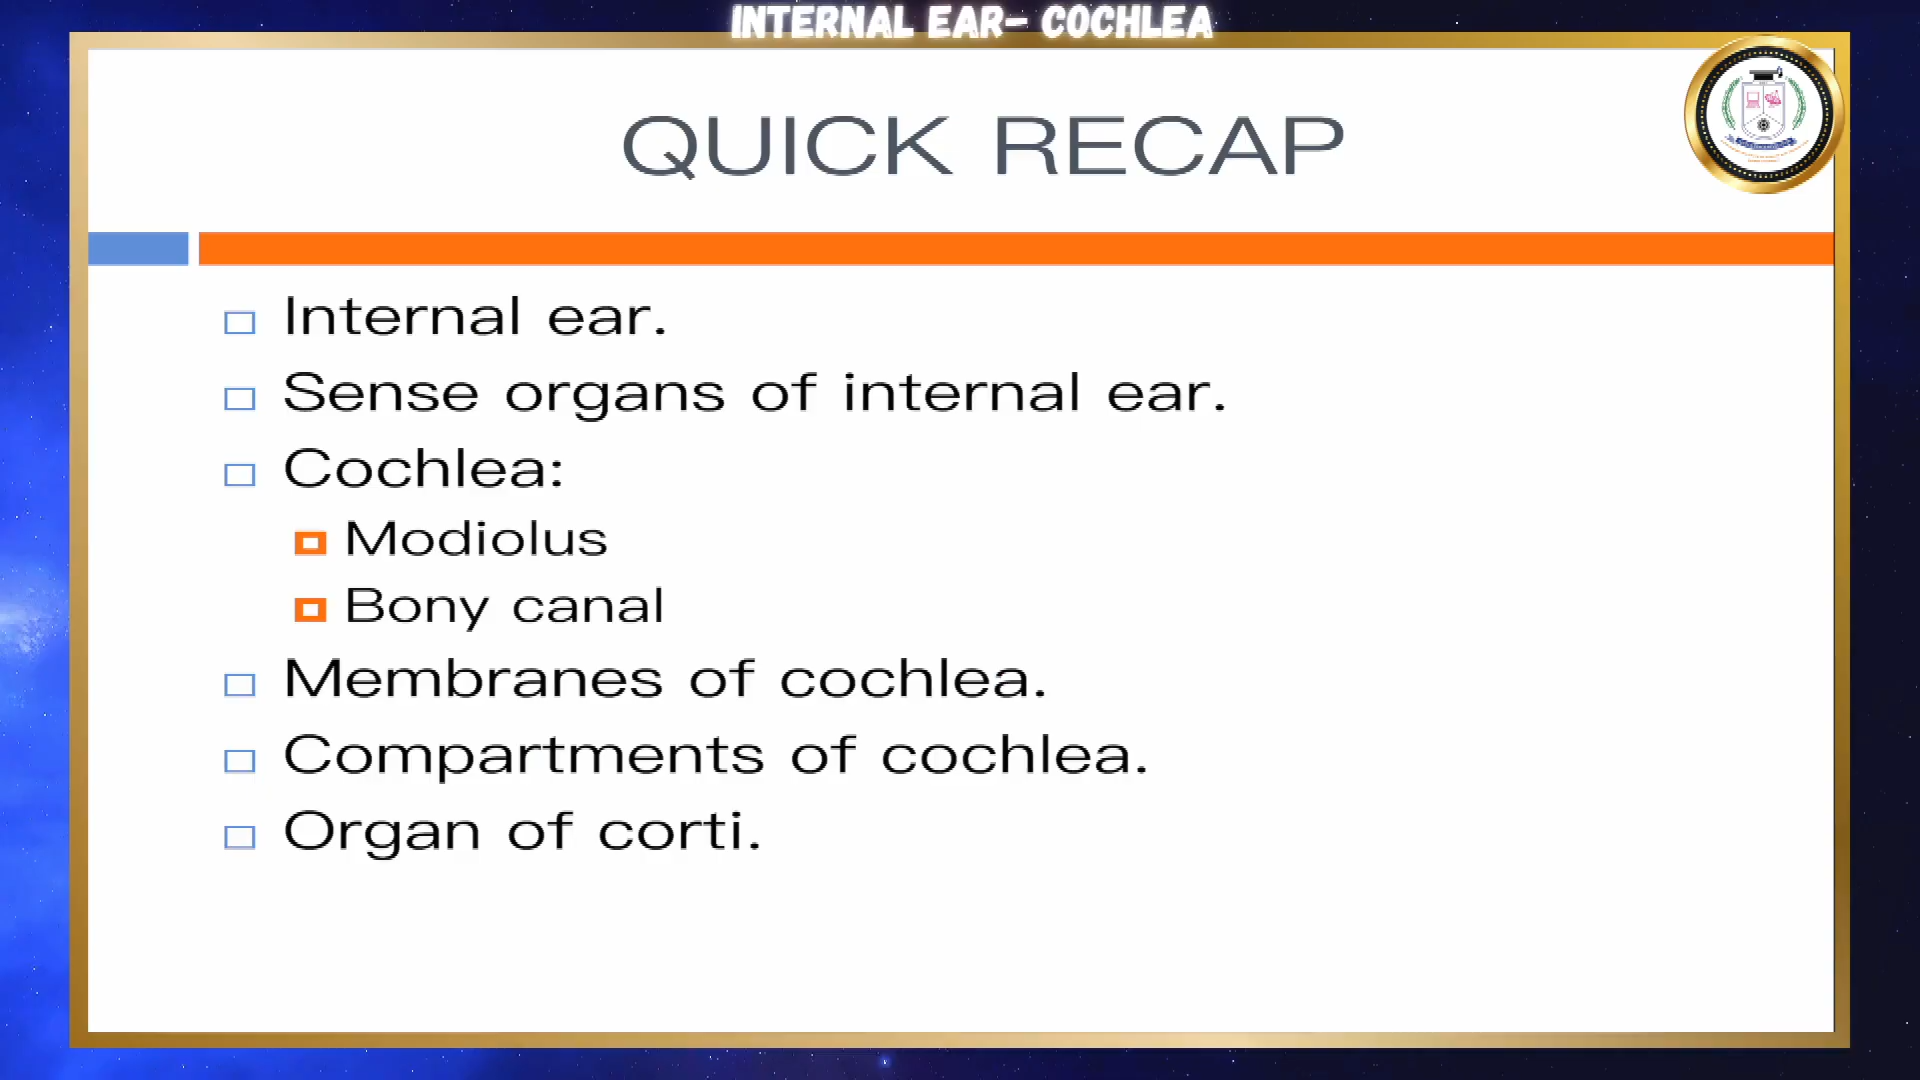 INTERNAL EAR- COCHLEA
QUICK RECAP
Internal ear.
Sense organs of internal ear.
Cochlea:
Modiolus
Bony canal
Membranes of cochlea.
Compartments of cochlea.
Organ of corti.